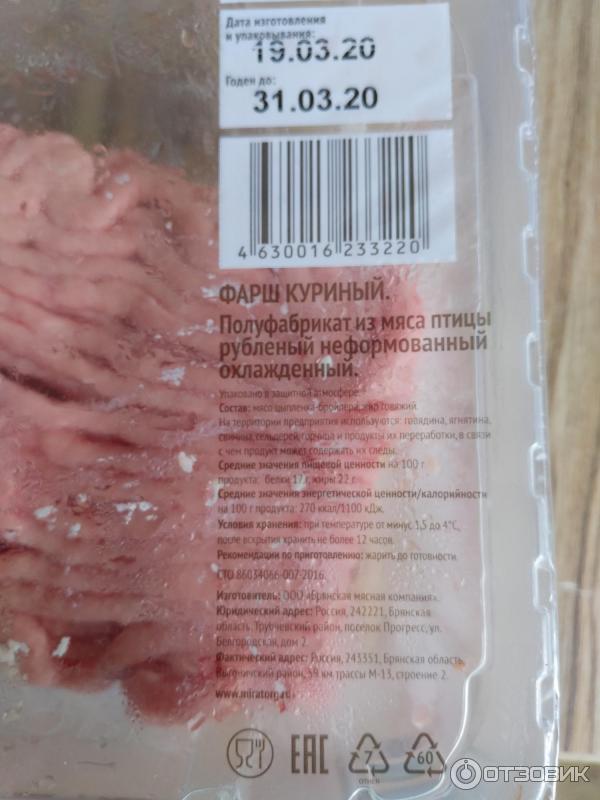 Дата изготовления
и упаковывания:
19.03.20
Годен до:
31.03.20
4 630016 233220
ФАРШ КУРИНЫЙ.
Полуфабрикат из мяса птицы
рубленый неформованный
охлажденный.
Упаковано в защитной атмосфере.
Состав: мясо цыпленка-бройлера, жир говяжий.
На территории предприятия используются: говядина, ягнятина,
свинина, сельдерей, горчица и продукты их переработки, в связи
с чем продукт может содержать их следы.
Средние значения пищевой ценности на 100 г
продукта: белки 17 г, жиры 22 г.
Средние значения энергетической ценности/калорийности
на 100 г продукта: 270 ккал/1100 кДж.
Условия хранения: при температуре от минус 1,5 до 4°С,
после вскрытия хранить не более 12 часов.
Рекомендации по приготовлению: жарить до готовности.
СТО 86034066-007-2016.
Изготовитель: ООО «Брянская мясная компания».
Юридический адрес: Россия, 242221, Брянская
область, Трубчевский район, поселок Прогресс, ул.
Белгородская, дом 2.
Фактический адрес: Россия, 243351, Брянская область,
Выгоничский район, 39 км трассы М-13, строение 2.
www.miratorg.ru
ЕАС 7 60
OTHER
ОТЗОВИК